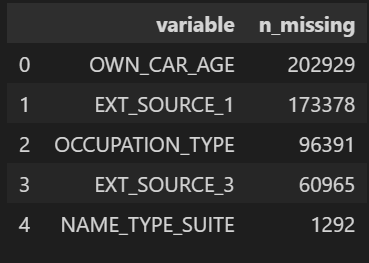 variable n_missing
0 OWN_CAR_AGE 202929
1 EXT_SOURCE_1 173378
2 OCCUPATION_TYPE 96391
3 EXT_SOURCE_3 60965
4 NAME_TYPE_SUITE 1292